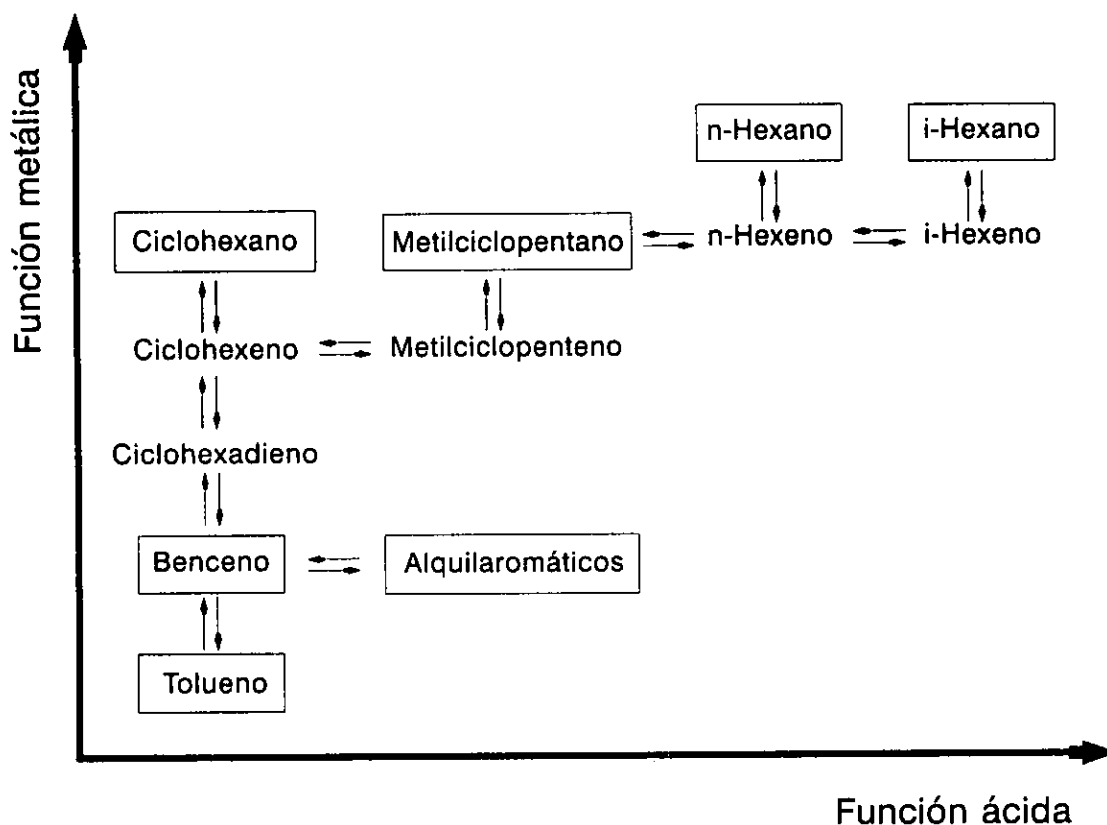 Función metálica
n-Hexano
i-Hexano
Ciclohexano
Metilciclopentano
n-Hexeno
i-Hexeno
Ciclohexeno
Metilciclopenteno
Ciclohexadieno
Benceno
Alquilaromáticos
Tolueno
Función ácida